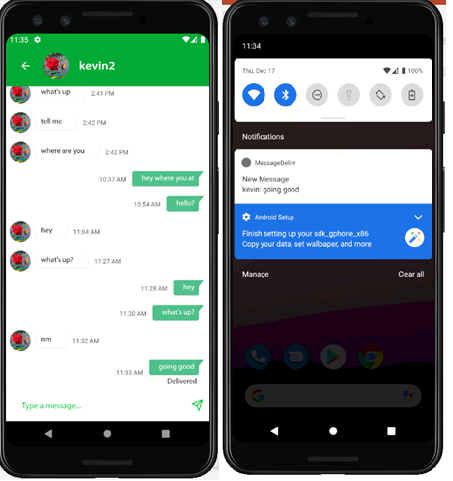 11:35
kevin2
what's up 2:41 PM
tell me 2:42 PM
where are you 2:42 PM
10:37 AM hey where you at
10:54 AM hello?
hey 11:04 AM
what's up? 11:27 AM
11:28 AM hey
11:30 AM what's up?
nm 11:32 AM
11:33 AM going good
Delivered
Type a message...
11:34
Thu, Dec 17 100%
Notifications
MessageDelivr
New Message
kevin: going good
Android Setup
Finish setting up your sdk_gphone_x86
Copy your data, set wallpaper, and more
Manage Clear all